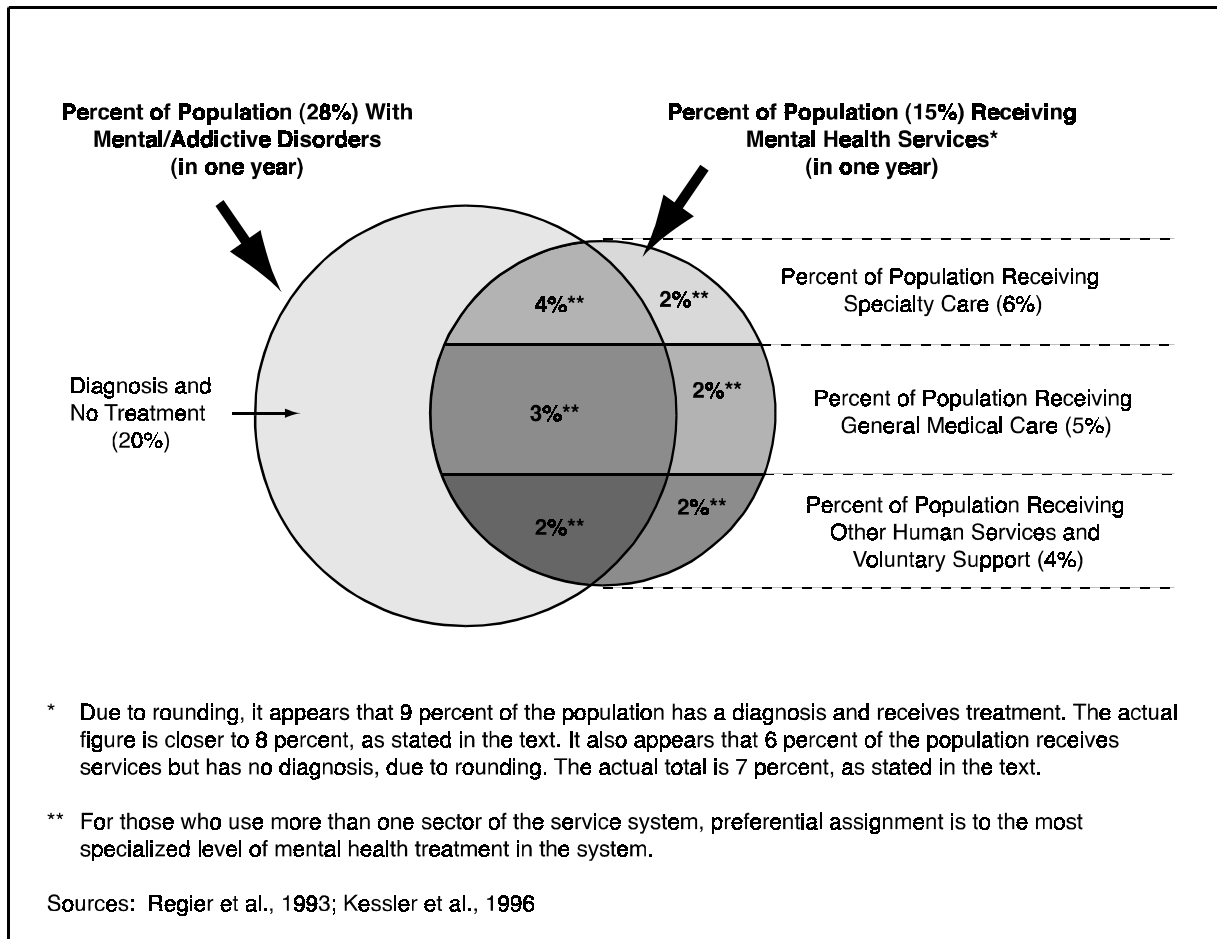 Percent of Population (28%) With
Mental/Addictive Disorders
(in one year)
Percent of Population (15%) Receiving
Mental Health Services*
(in one year)
4%**
2%**
Percent of Population Receiving
Specialty Care (6%)
Diagnosis and
No Treatment
(20%)
3%**
2%**
Percent of Population Receiving
General Medical Care (5%)
2%**
2%**
Percent of Population Receiving
Other Human Services and
Voluntary Support (4%)
* Due to rounding, it appears that 9 percent of the population has a diagnosis and receives treatment. The actual
figure is closer to 8 percent, as stated in the text. It also appears that 6 percent of the population receives
services but has no diagnosis, due to rounding. The actual total is 7 percent, as stated in the text.
** For those who use more than one sector of the service system, preferential assignment is to the most
specialized level of mental health treatment in the system.
Sources: Regier et al., 1993; Kessler et al., 1996